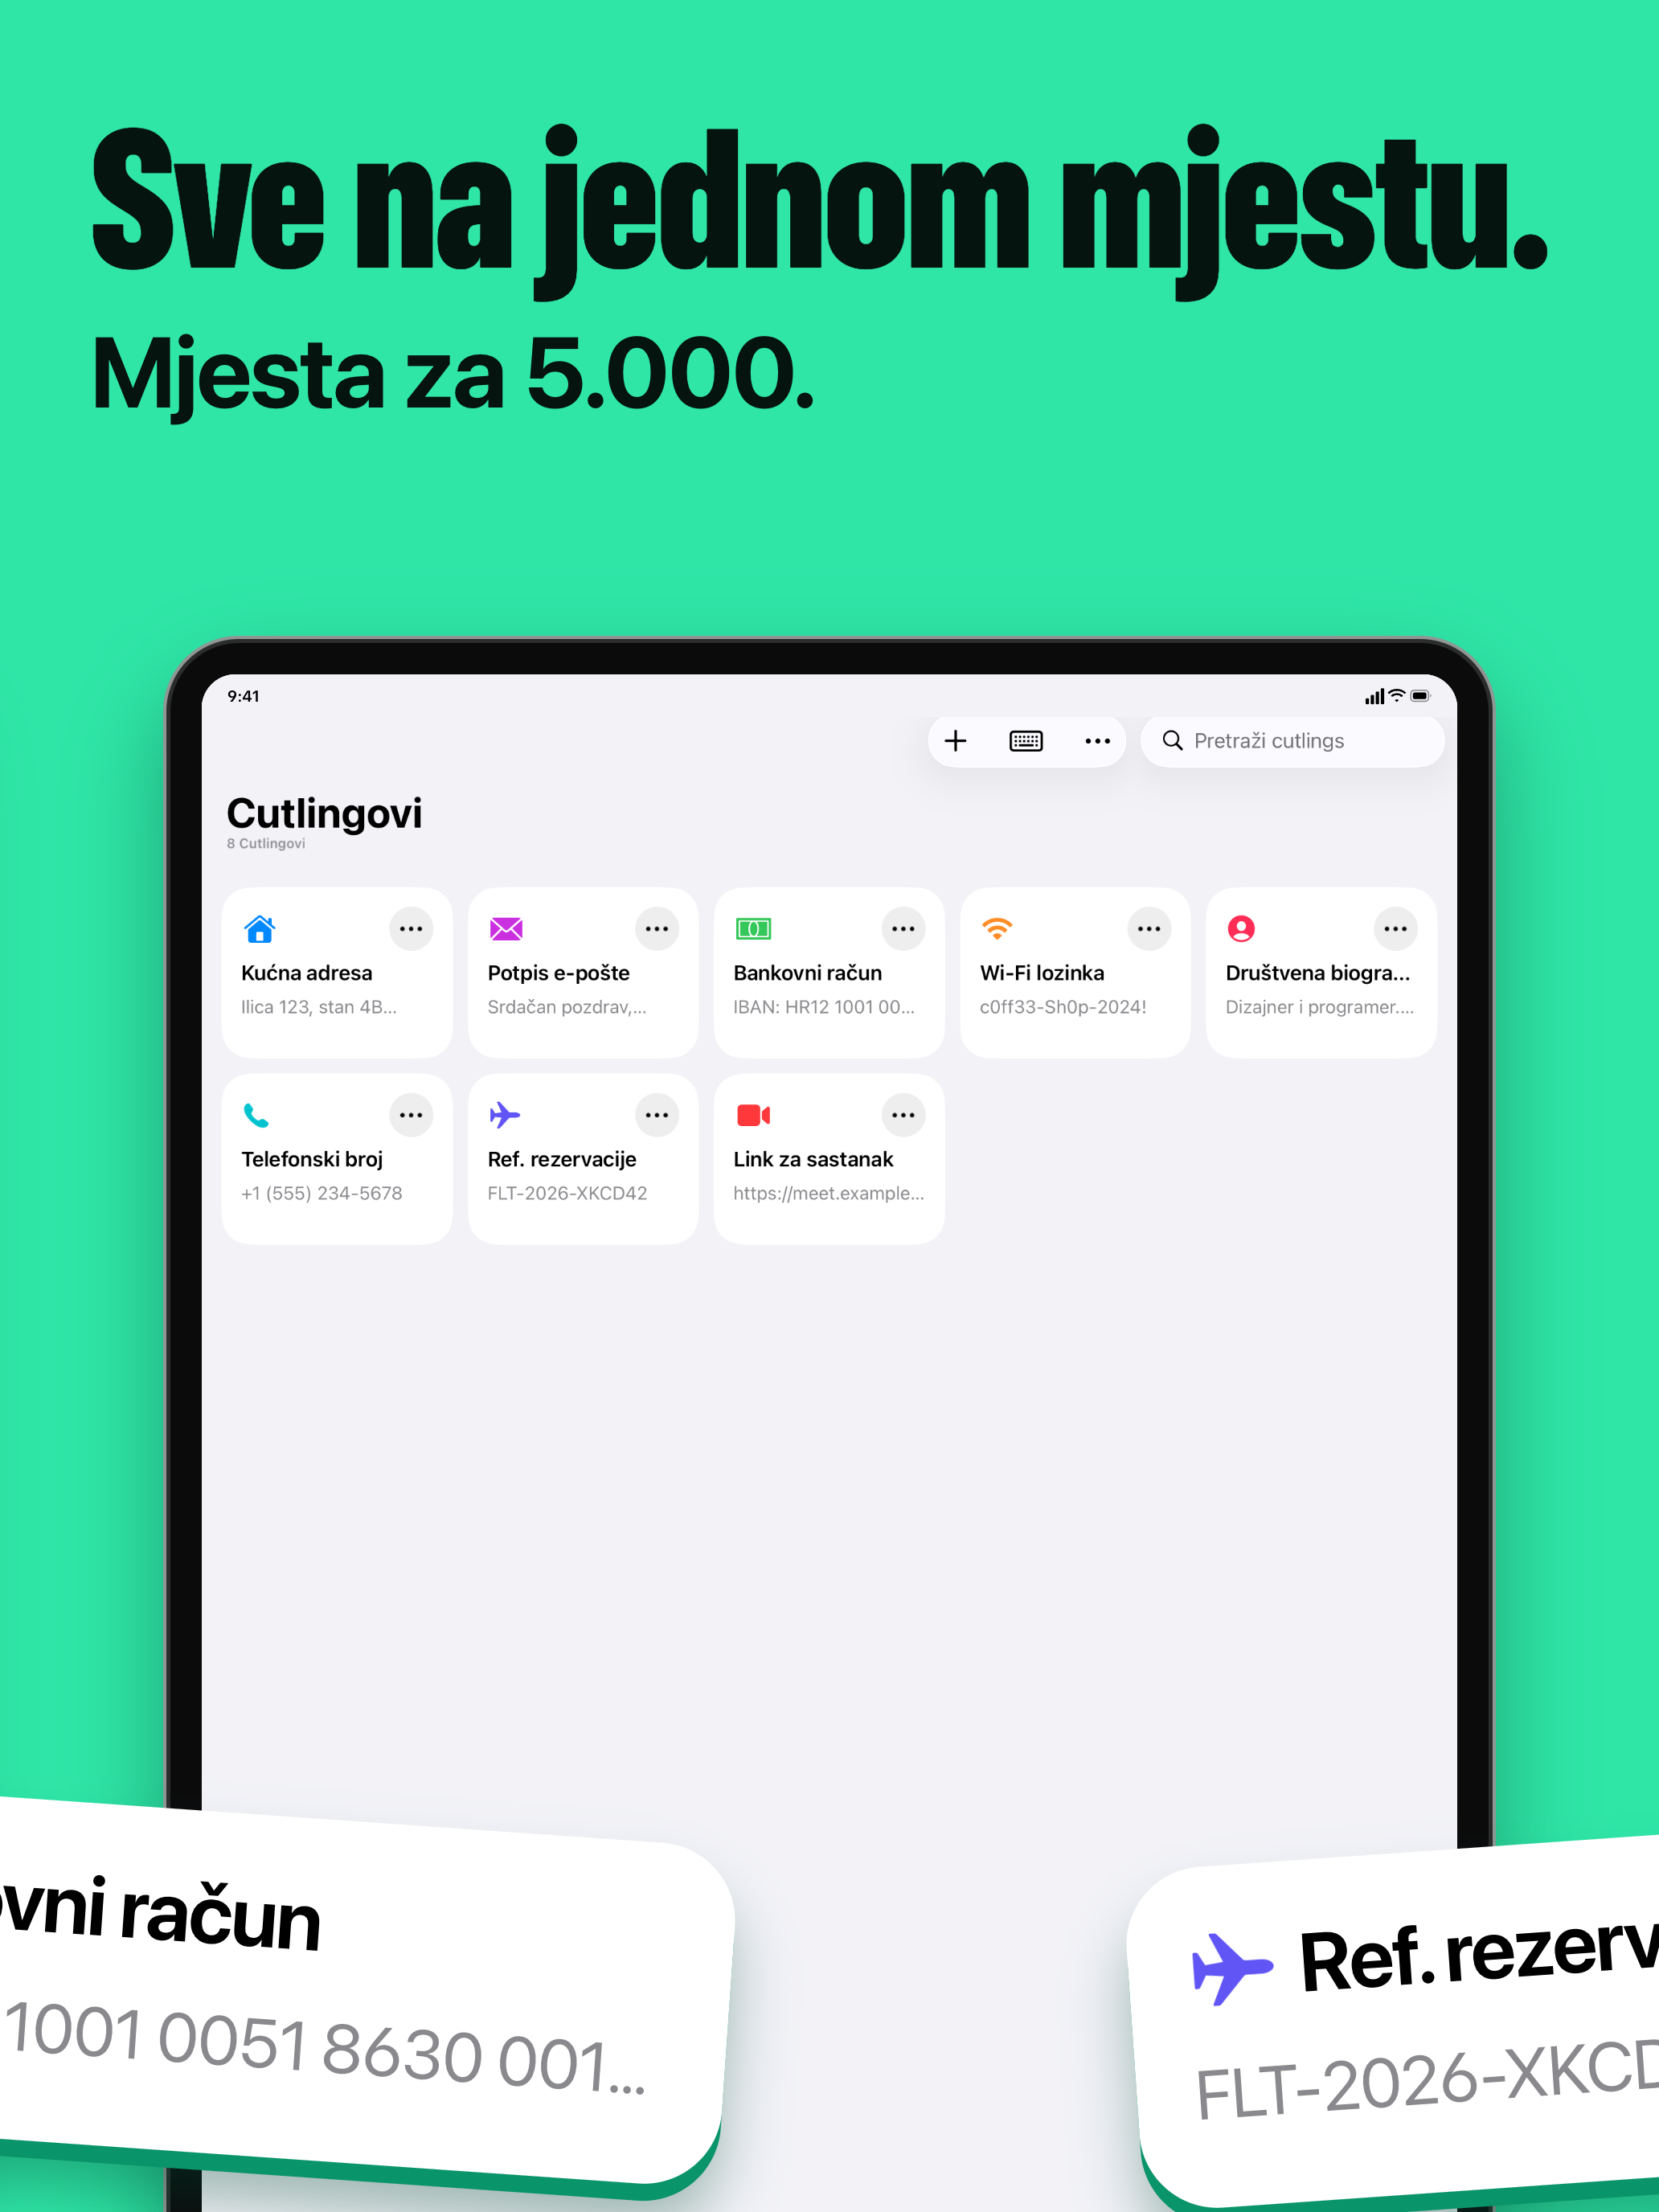 Sve na jednom mjestu.
Mjesta za 5.000.
9:41
Pretraži cutlings
Cutlingovi
8 Cutlingovi
Kućna adresa
Ilica 123, stan 4B...
Potpis e-pošte
Srdačan pozdrav,...
Bankovni račun
IBAN: HR12 1001 00...
Wi-Fi lozinka
c0ff33-Sh0p-2024!
Društvena biogra...
Dizajner i programer....
Telefonski broj
+1 (555) 234-5678
Ref. rezervacije
FLT-2026-XKCD42
Link za sastanak
https://meet.example...
ovni račun
1001 0051 8630 001...
Ref. rezerv
FLT-2026-XKCD